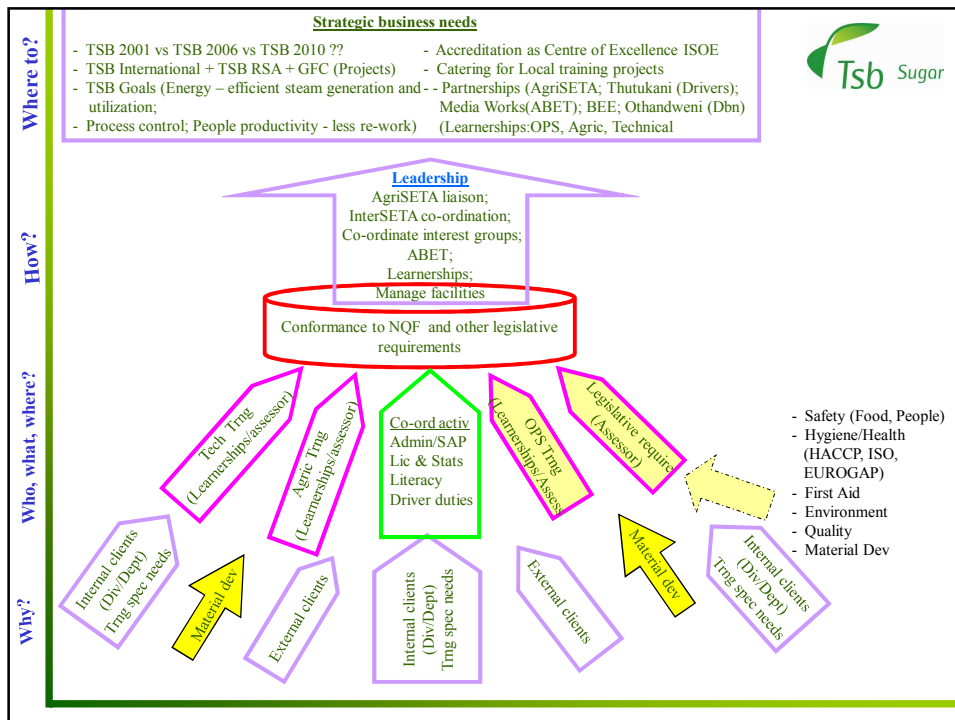 Where to?
Strategic business needs
- TSB 2001 vs TSB 2006 vs TSB 2010 ??
- TSB International + TSB RSA + GFC (Projects)
- TSB Goals (Energy – efficient steam generation and
utilization;
- Process control; People productivity - less re-work)
- Accreditation as Centre of Excellence ISOE
- Catering for Local training projects
- - Partnerships (AgriSETA; Thutukani (Drivers);
Media Works(ABET); BEE; Othandweni (Dbn)
(Learnerships:OPS, Agric, Technical
Tsb Sugar
How?
Leadership
AgriSETA liaison;
InterSETA co-ordination;
Co-ordinate interest groups;
ABET;
Learnerships;
Manage facilities
Conformance to NQF and other legislative
requirements
Who, what, where?
Tech Trng
(Learnerships/assessor)
Agric Trng
(Learnerships/assessor)
Co-ord activ
Admin/SAP
Lic & Stats
Literacy
Driver duties
OPS Trng
(Learnerships/Assess
Legislative require
(Assessor)
- Safety (Food, People)
- Hygiene/Health
(HACCP, ISO,
EUROGAP)
- First Aid
- Environment
- Quality
- Material Dev
Why?
Internal clients
(Div/Dept)
Trng spec needs
Material dev
External clients
Internal clients
(Div/Dept)
Trng spec needs
External clients
Material dev
Internal clients
(Div/Dept)
Trng spec needs